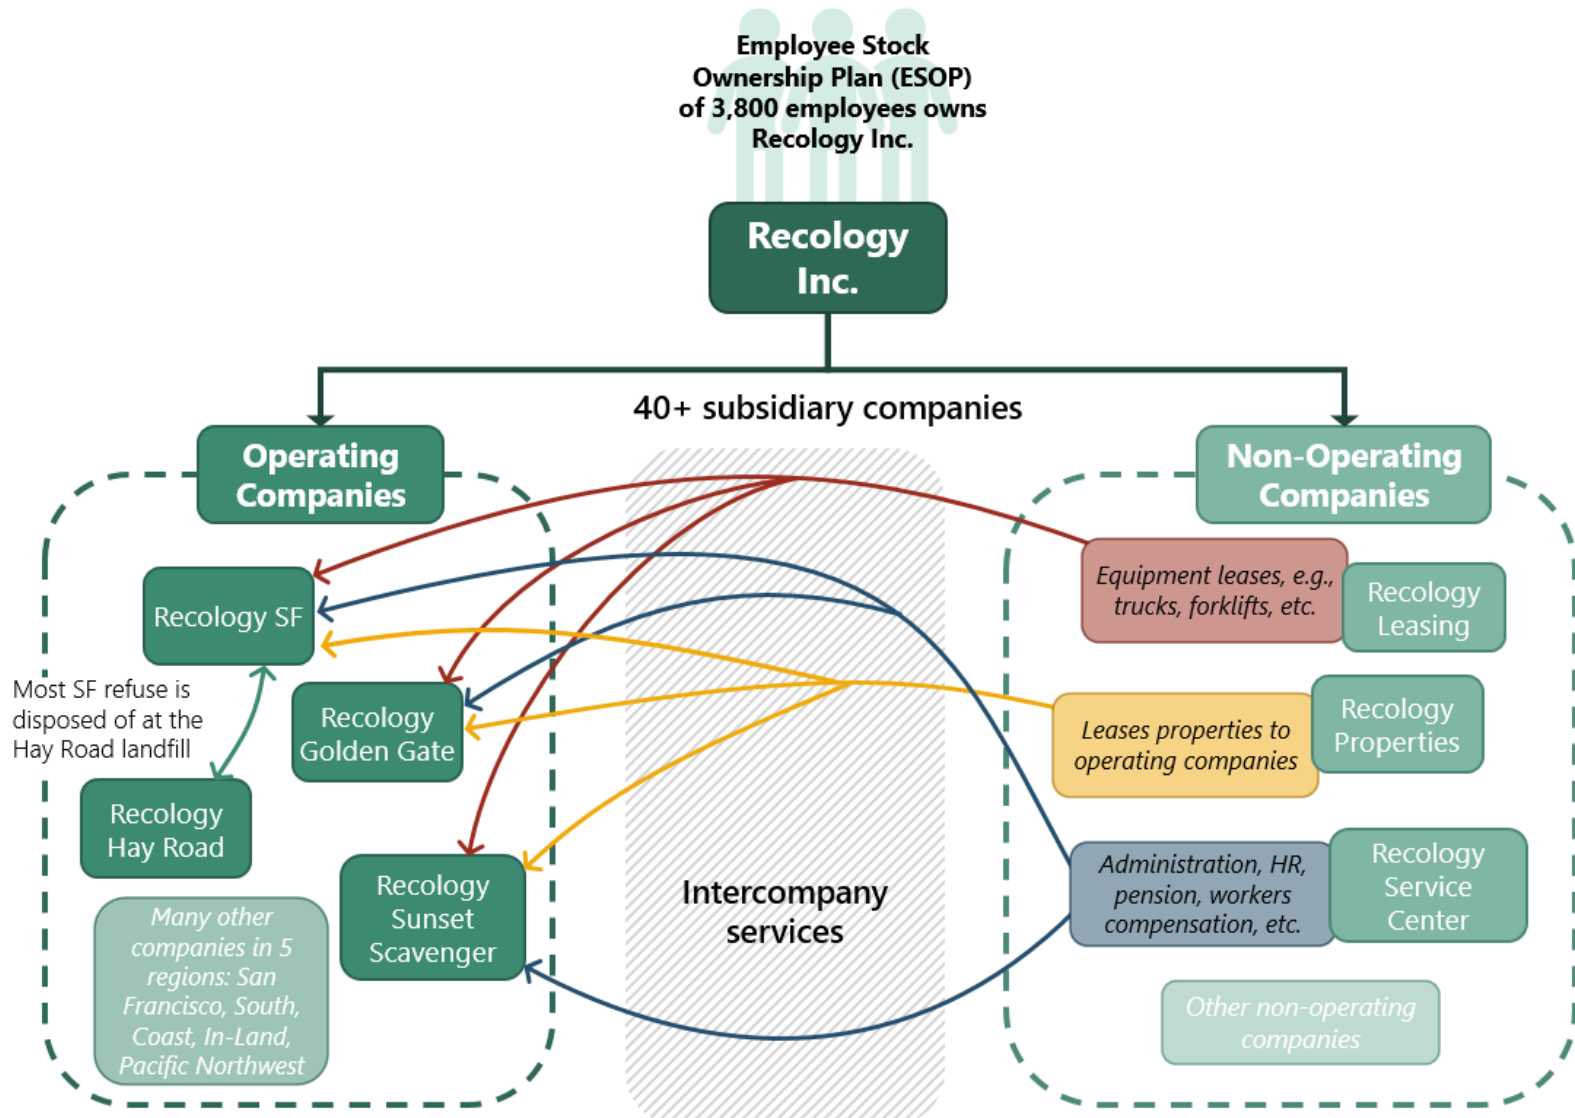 Employee Stock
Ownership Plan (ESOP)
of 3,800 employees owns
Recology Inc.
Recology
Inc.
40+ subsidiary companies
Operating
Companies
Non-Operating
Companies
Recology SF
Most SF refuse is
disposed of at the
Hay Road landfill
Recology
Golden Gate
Recology
Hay Road
Recology
Sunset
Scavenger
Many other
companies in 5
regions: San
Francisco, South,
Coast, In-Land,
Pacific Northwest
Intercompany
services
Equipment leases, e.g.,
trucks, forklifts, etc.
Recology
Leasing
Leases properties to
operating companies
Recology
Properties
Administration, HR,
pension, workers
compensation, etc.
Recology
Service
Center
Other non-operating
companies